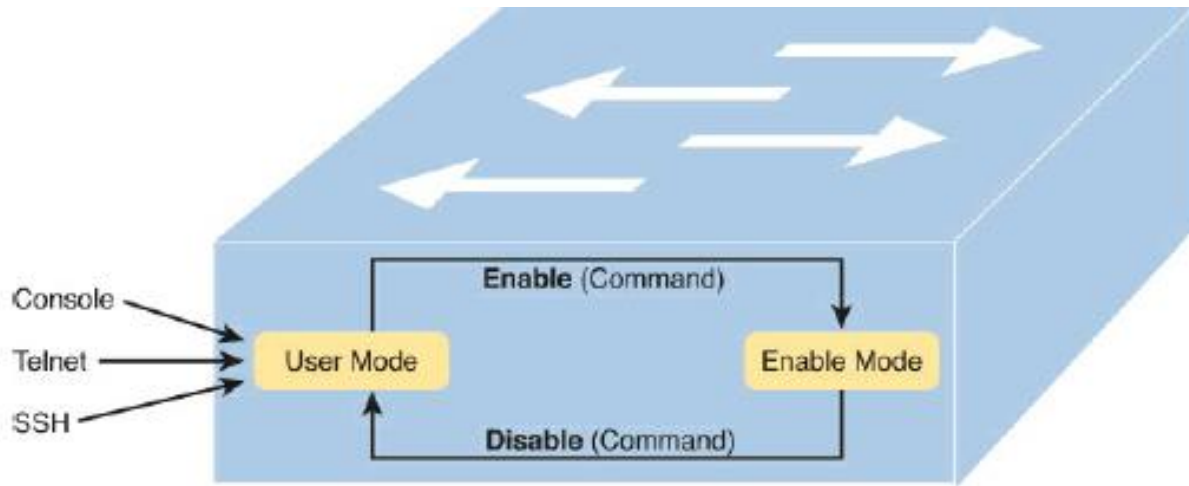 Enable (Command)
Console
Telnet
SSH
User Mode
Enable Mode
Disable (Command)